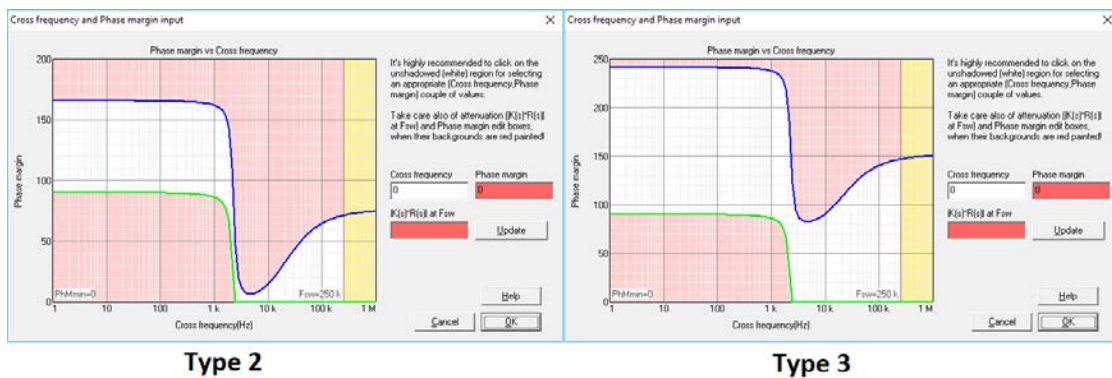 Cross frequency and Phase margin input
Phase margin vs Cross frequency
200
150
100
50
0
Phase margin
PhMmin=0
Fsw=250 k
1 10 100 1 k 10 k 100 k 1 M
Cross frequency(Hz)
It's highly recommended to click on the
unshadowed (white) region for selecting
an appropriate (Cross frequency,Phase
margin) couple of values.
Take care also of attenuation (|K(s)*R(s)|
at Fsw) and Phase margin edit boxes,
when their backgrounds are red painted!
Cross frequency Phase margin
0 0
|K(s)*R(s)| at Fsw
Update
Help
Cancel OK
Type 2
Cross frequency and Phase margin input
Phase margin vs Cross frequency
250
200
150
100
50
0
Phase margin
PhMmin=0
Fsw=250 k
1 10 100 1 k 10 k 100 k 1 M
Cross frequency(Hz)
It's highly recommended to click on the
unshadowed (white) region for selecting
an appropriate (Cross frequency,Phase
margin) couple of values.
Take care also of attenuation (|K(s)*R(s)|
at Fsw) and Phase margin edit boxes,
when their backgrounds are red painted!
Cross frequency Phase margin
0 0
|K(s)*R(s)| at Fsw
Update
Help
Cancel OK
Type 3